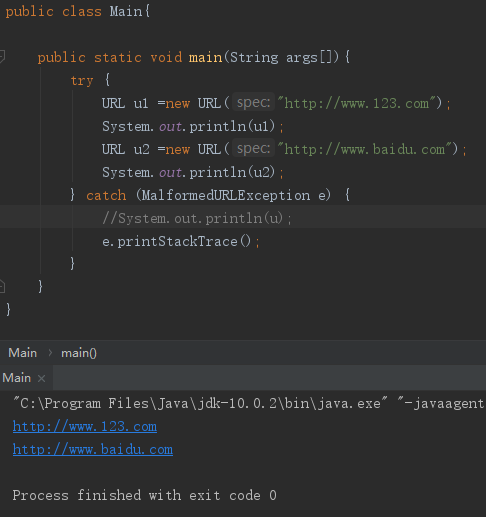 public class Main{
public static void main(String args[]){
try {
URL u1 =new URL( spec: "http://www.123.com");
System.out.println(u1);
URL u2 =new URL( spec: "http://www.baidu.com");
System.out.println(u2);
} catch (MalformedURLException e) {
//System.out.println(u);
e.printStackTrace();
}
}
}
Main > main()
Main ×
"C:\Program Files\Java\jdk-10.0.2\bin\java.exe" "-javaagent
http://www.123.com
http://www.baidu.com
Process finished with exit code 0